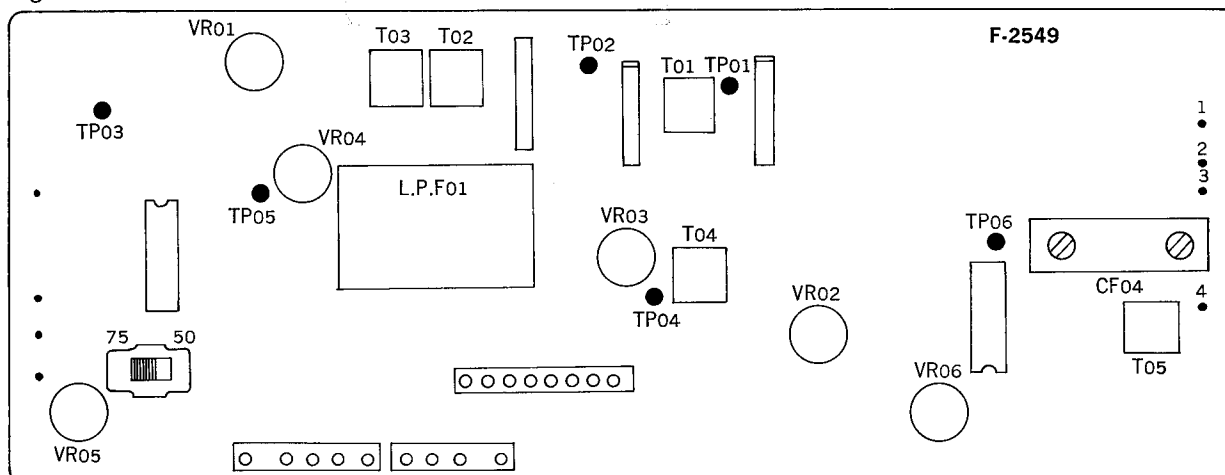 VR01
T03 T02
TP02
T01 TP01
F-2549
TP03
VR04
1
2
3
L.P.F01
TP05
VR03
T04
TP06
CF04
TP04
VR02
4
75 50
T05
VR06
VR05